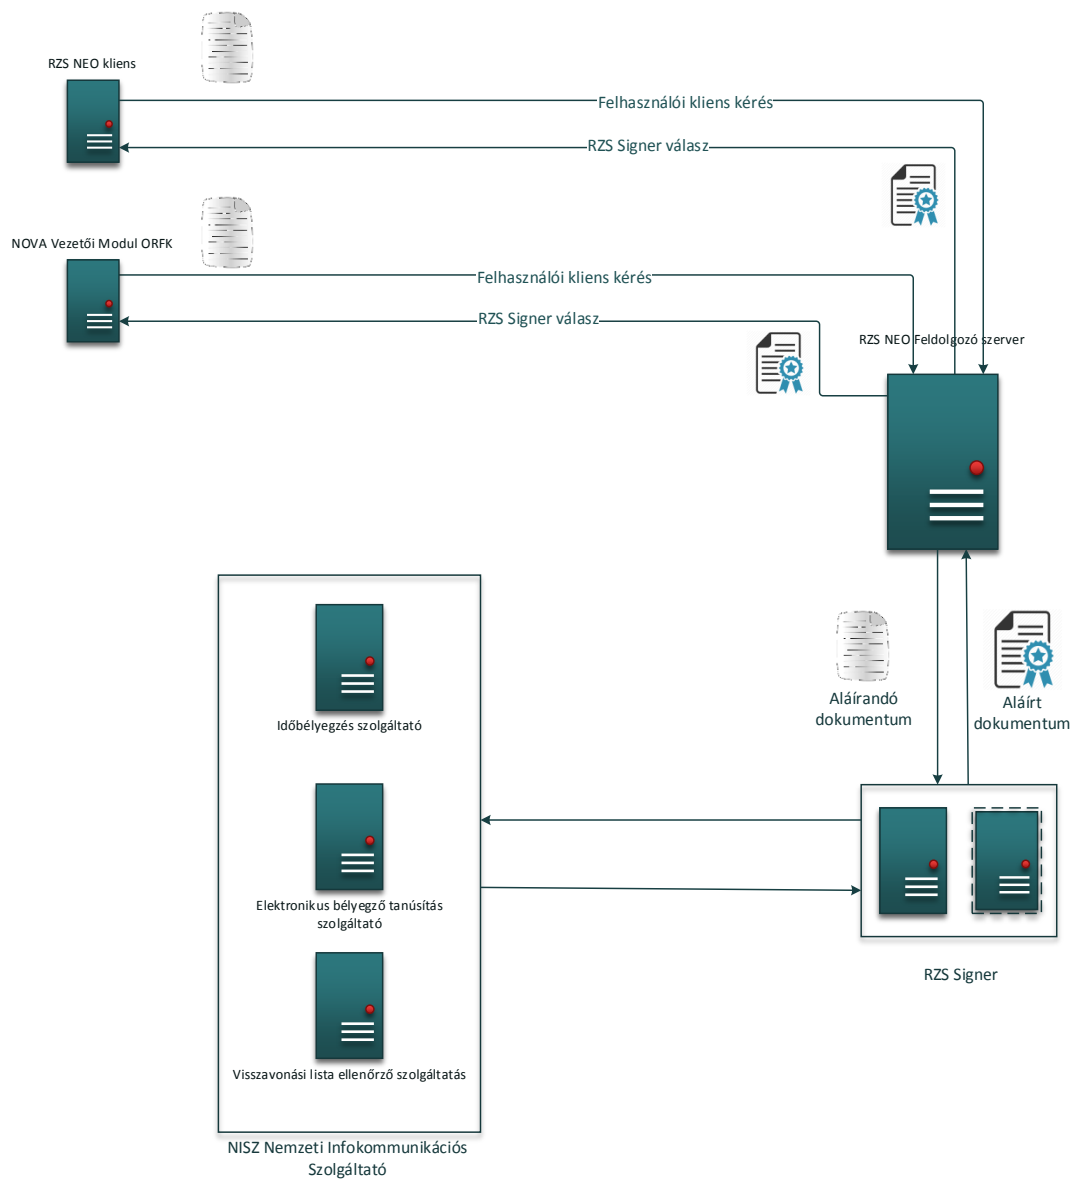 RZS NEO kliens
Felhasználói kliens kérés
RZS Signer válasz
NOVA Vezetői Modul ORFK
Felhasználói kliens kérés
RZS Signer válasz
RZS NEO Feldolgozó szerver
Aláírandó
dokumentum
Aláírt
dokumentum
Időbélyegzés szolgáltató
Elektronikus bélyegző tanúsítás
szolgáltató
RZS Signer
Visszavonási lista ellenőrző szolgáltatás
NISZ Nemzeti Infokommunikációs
Szolgáltató